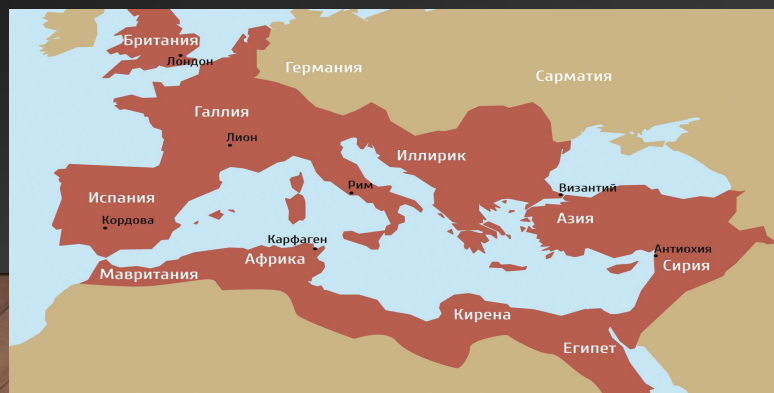 Британия
Лондон
Германия
Сарматия
Галлия
Лион
Иллирик
Испания
Рим
Византий
Кордова
Азия
Карфаген
Антиохия
Африка
Сирия
Мавритания
Кирена
Египет